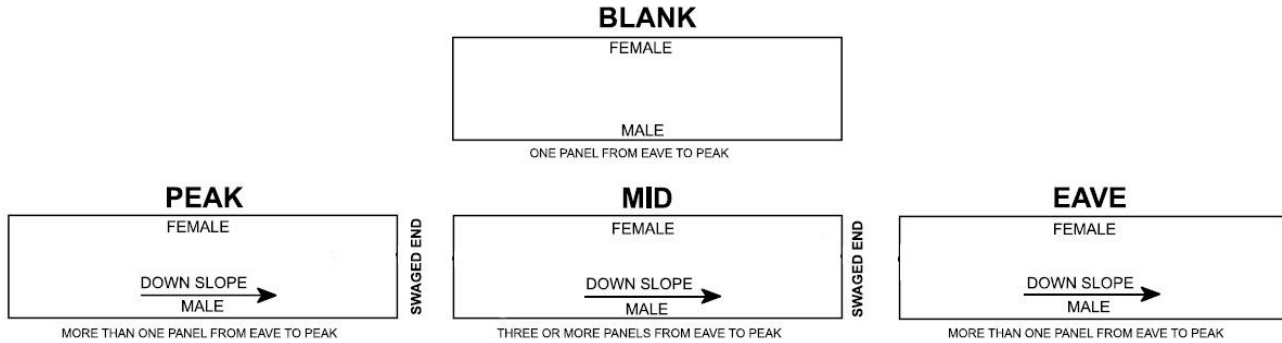 BLANK
FEMALE
MALE
ONE PANEL FROM EAVE TO PEAK
PEAK
FEMALE
DOWN SLOPE
MALE
SWAGED END
MORE THAN ONE PANEL FROM EAVE TO PEAK
MID
FEMALE
DOWN SLOPE
MALE
SWAGED END
THREE OR MORE PANELS FROM EAVE TO PEAK
EAVE
FEMALE
DOWN SLOPE
MALE
MORE THAN ONE PANEL FROM EAVE TO PEAK